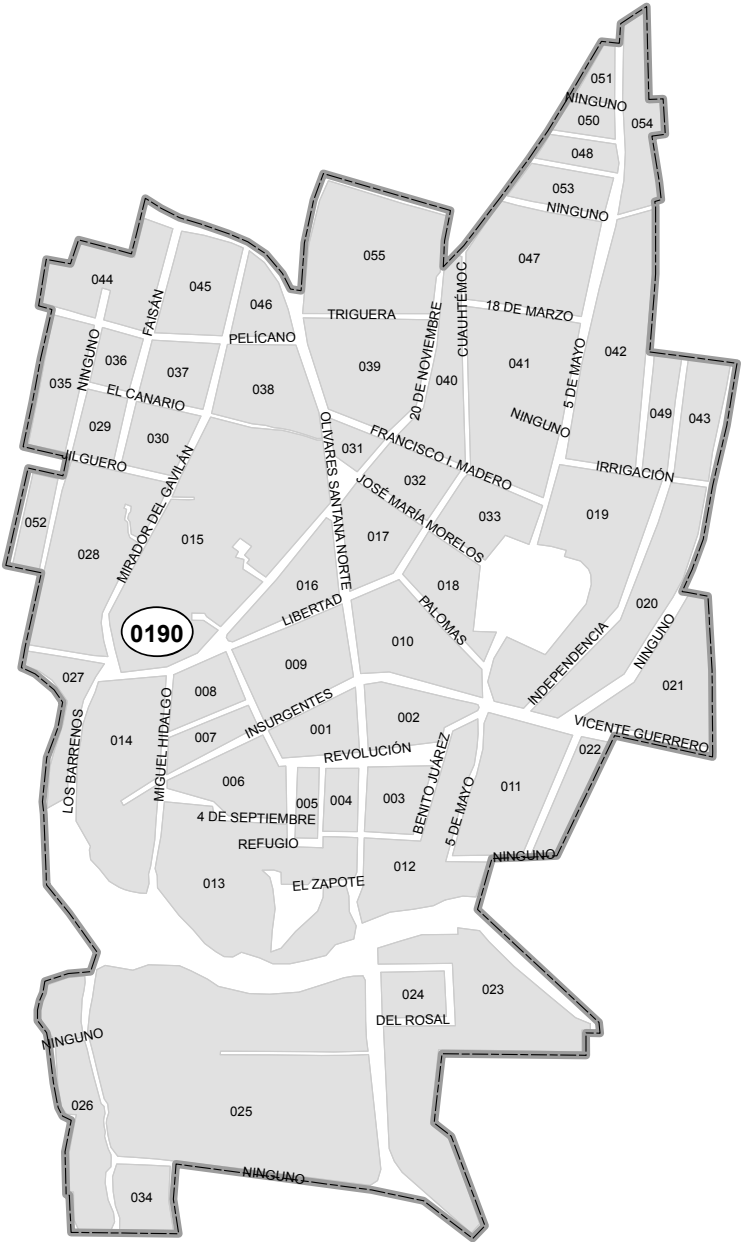 051
NINGUNO
050
054
048
053
NINGUNO
055
047
044
045
CUAUHTÉMOC
046
FAISÁN
18 DE MARZO
TRIGUERA
20 DE NOVIEMBRE
PELÍCANO
042
036
NINGUNO
041
039
037
5 DE MAYO
040
035
038
EL CANARIO
049
043
NINGUNO
029
030
OLIVARES SANTANA NORTE
031
FRANCISCO I. MADERO
JILGUERO
IRRIGACIÓN
032
JOSÉ MARÍA MORELOS
MIRADOR DEL GAVILÁN
052
033
019
015
017
028
016
018
LIBERTAD
020
PALOMAS
0190
010
NINGUNO
INDEPENDENCIA
009
027
021
008
INSURGENTES
002
001
VICENTE GUERRERO
014
MIGUEL HIDALGO
007
022
REVOLUCIÓN
LOS BARRENOS
006
BENITO JUÁREZ
011
005
004
003
5 DE MAYO
4 DE SEPTIEMBRE
REFUGIO
NINGUNO
012
013
EL ZAPOTE
024
023
DEL ROSAL
NINGUNO
026
025
NINGUNO
034